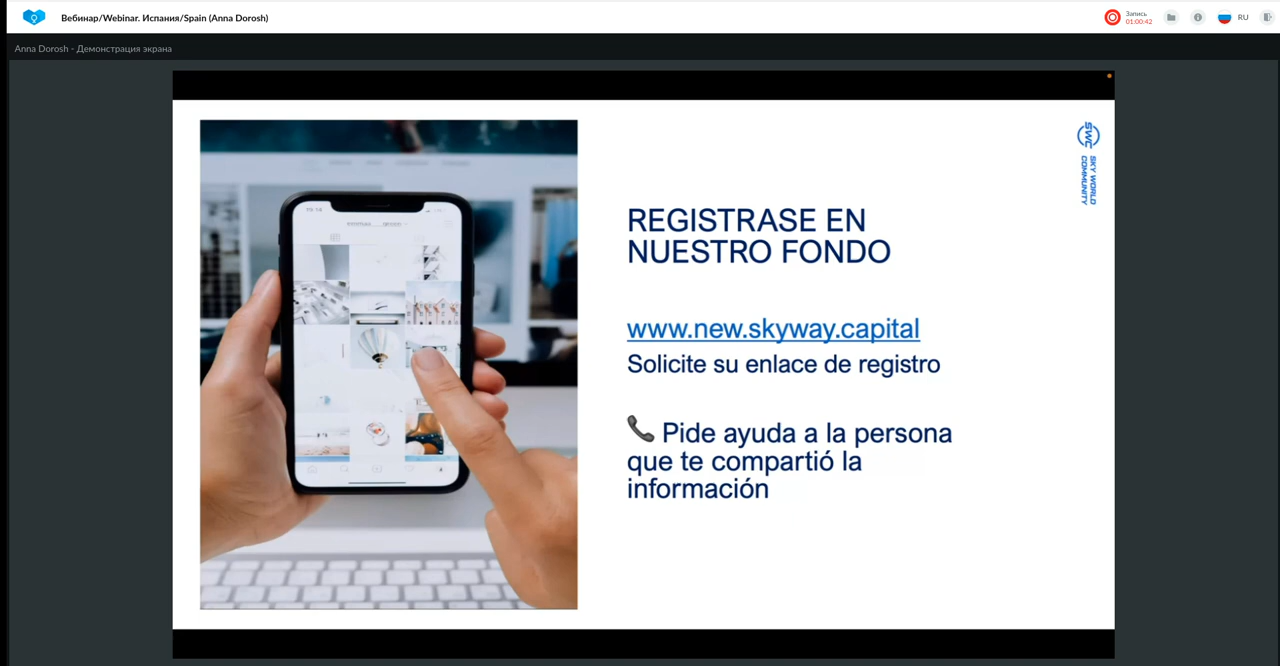 Вебинар/Webinar. Испания/Spain (Anna Dorosh)
Запись
01:00:42
RU
Anna Dorosh - Демонстрация экрана
SWC
SKY WORLD
COMMUNITY
REGISTRASE EN
NUESTRO FONDO
www.new.skyway.capital
Solicite su enlace de registro
Pide ayuda a la persona
que te compartió la
información